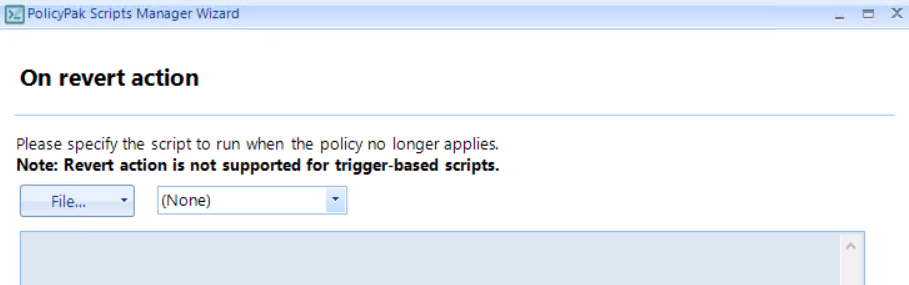 PolicyPak Scripts Manager Wizard
On revert action
Please specify the script to run when the policy no longer applies.
Note: Revert action is not supported for trigger-based scripts.
File... (None)